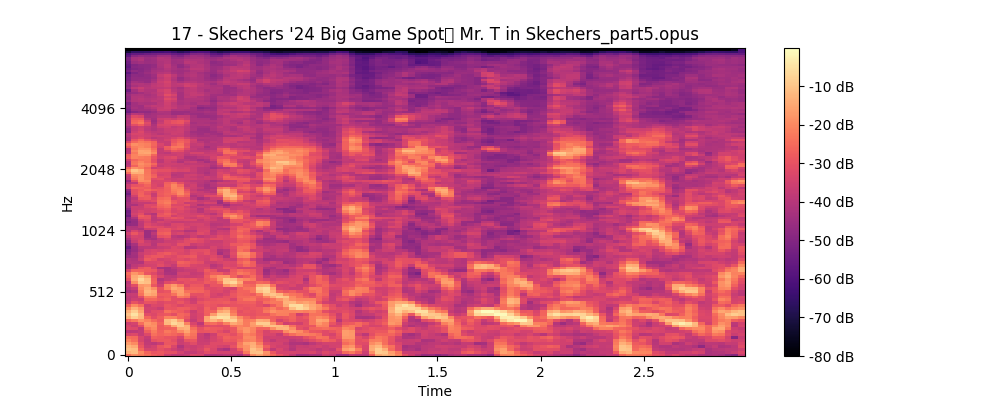 17 - Skechers '24 Big Game Spot： Mr. T in Skechers_part5.opus
4096
2048
1024
512
0
Hz
0
0.5
1
1.5
2
2.5
Time
-10 dB
-20 dB
-30 dB
-40 dB
-50 dB
-60 dB
-70 dB
-80 dB